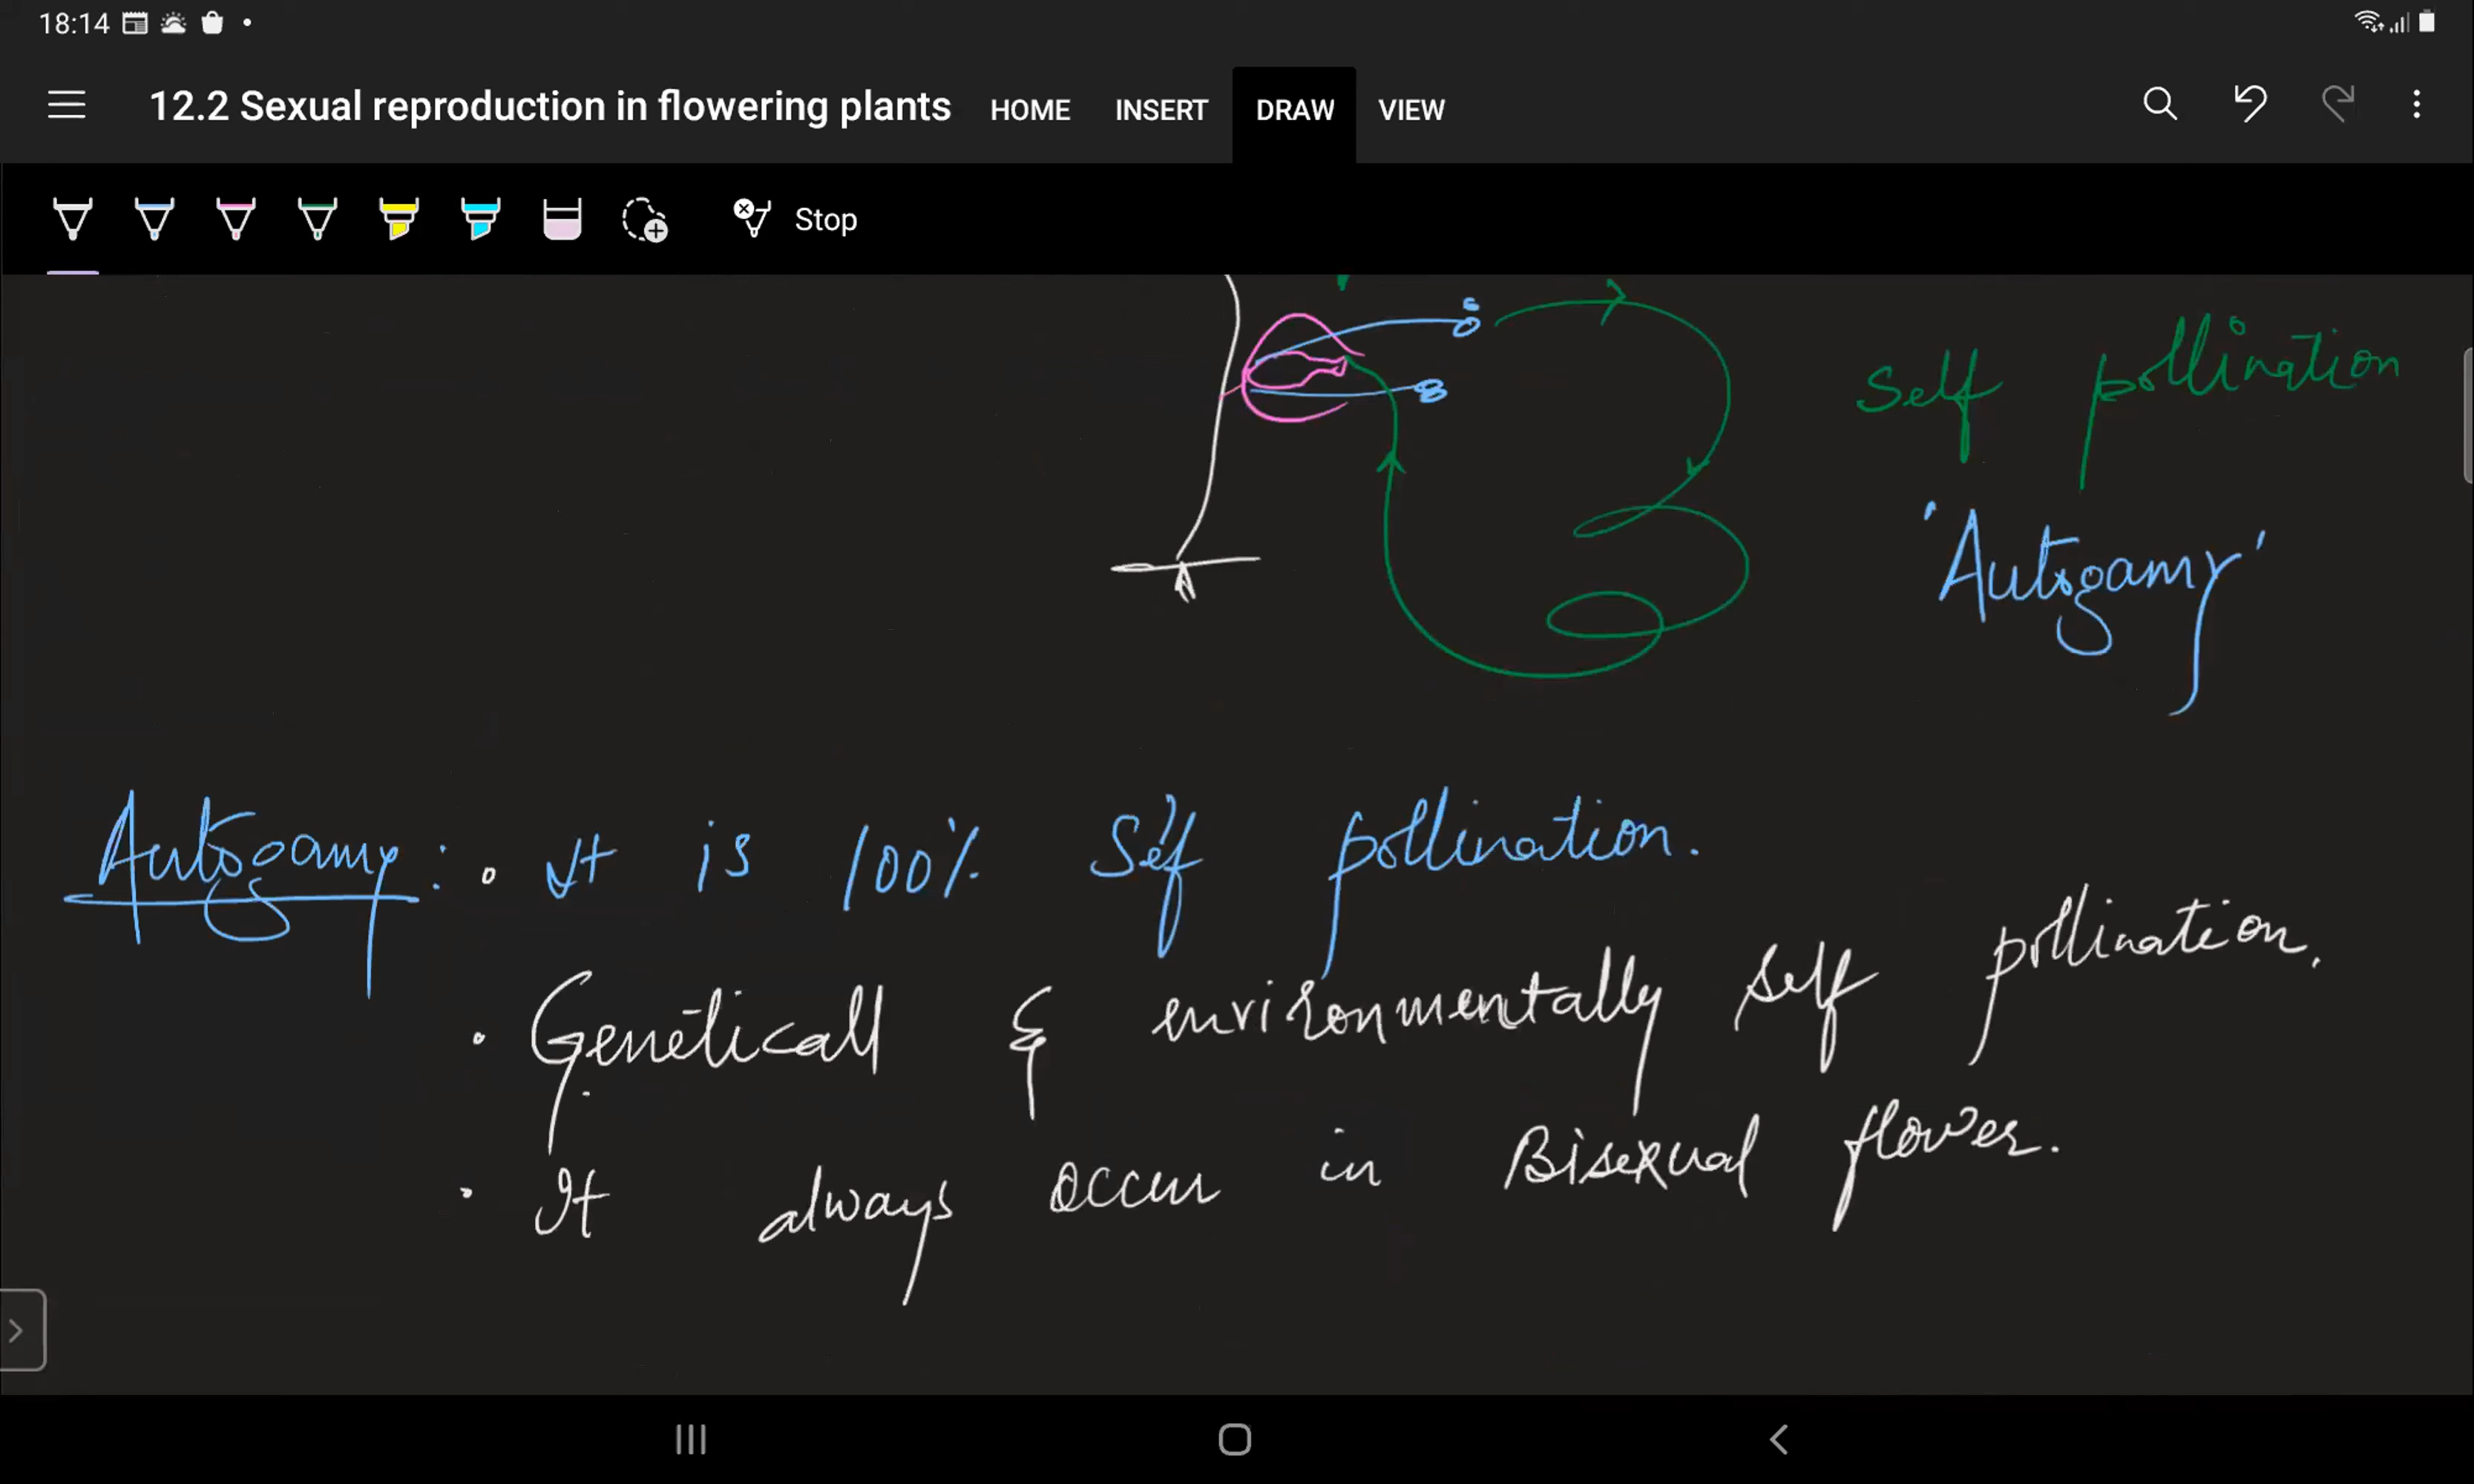 18:14
12.2 Sexual reproduction in flowering plants HOME INSERT DRAW VIEW
Stop
Self pollination
'Autogamy'
Autogamy: • It is 100% Self pollination.
• Geneticall & environmentally self pollination.
• It always occur in Bisexual flower.